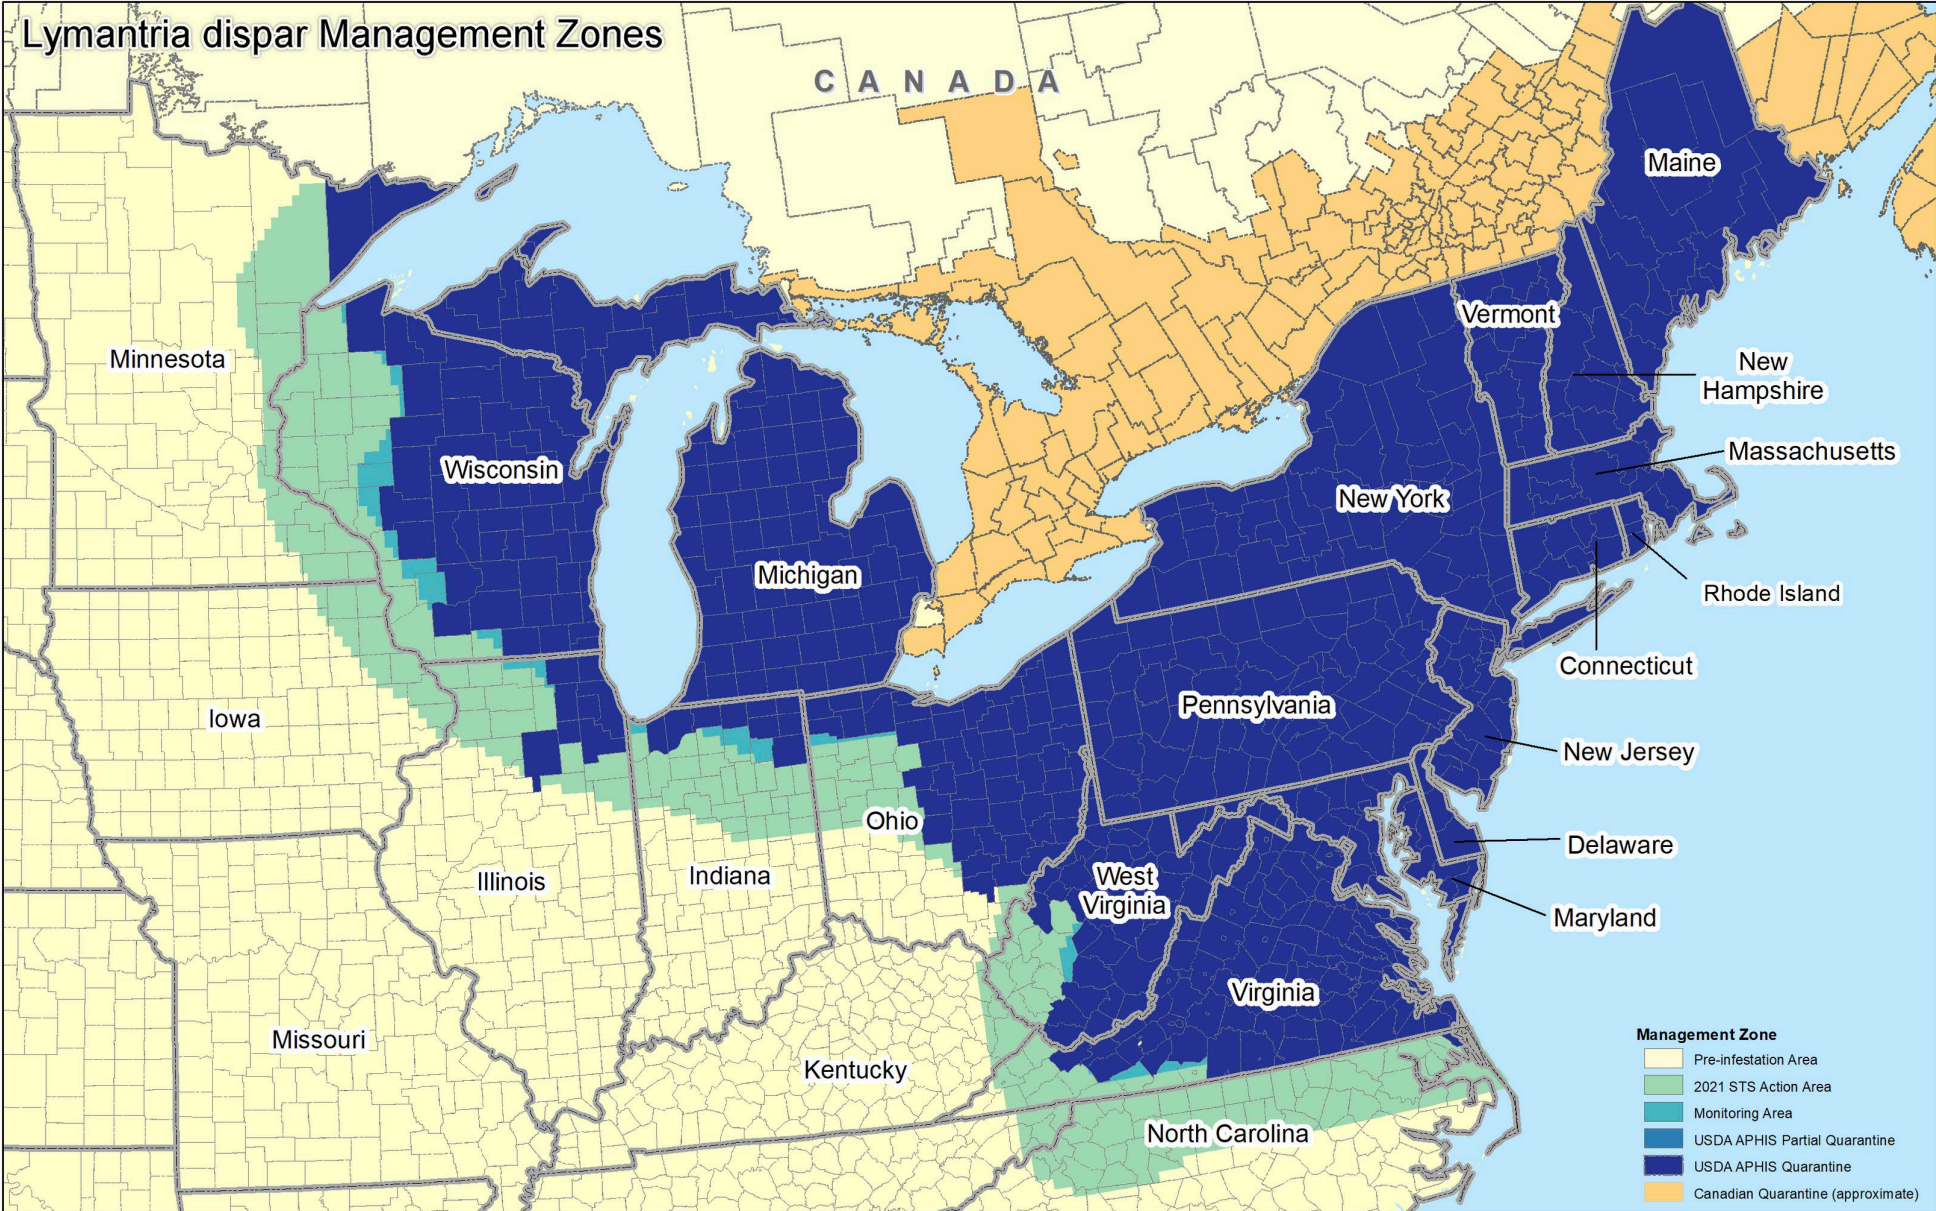 Lymantria dispar Management Zones
CANADA
Maine
Vermont
Minnesota
New
Hampshire
Massachusetts
Wisconsin
New York
Michigan
Rhode Island
Connecticut
Iowa
Pennsylvania
New Jersey
Ohio
Delaware
Illinois
Indiana
West
Virginia
Maryland
Virginia
Missouri
Kentucky
North Carolina
Management Zone
Pre-infestation Area
2021 STS Action Area
Monitoring Area
USDA APHIS Partial Quarantine
USDA APHIS Quarantine
Canadian Quarantine (approximate)